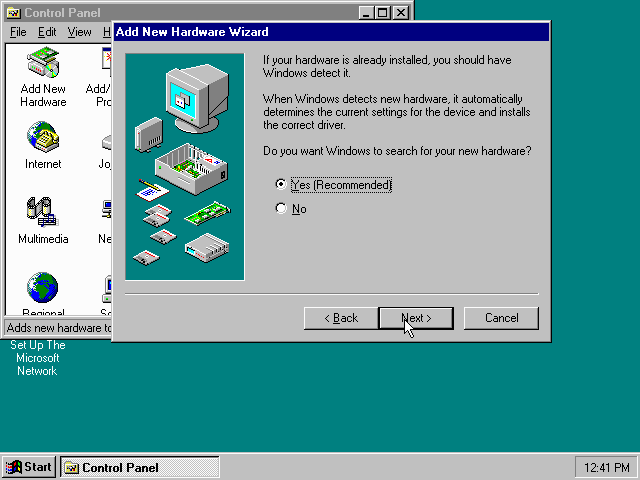 Control Panel
File Edit View H
Add New
Hardware
Add/
Pro
Internet
Jo
Multimedia
Ne
Regional
S
Adds new hardware to
Add New Hardware Wizard
If your hardware is already installed, you should have
Windows detect it.
When Windows detects new hardware, it automatically
determines the current settings for the device and installs
the correct driver.
Do you want Windows to search for your new hardware?
Yes (Recommended)
No
< Back
Next >
Cancel
Set Up The
Microsoft
Network
Start
Control Panel
12:41 PM